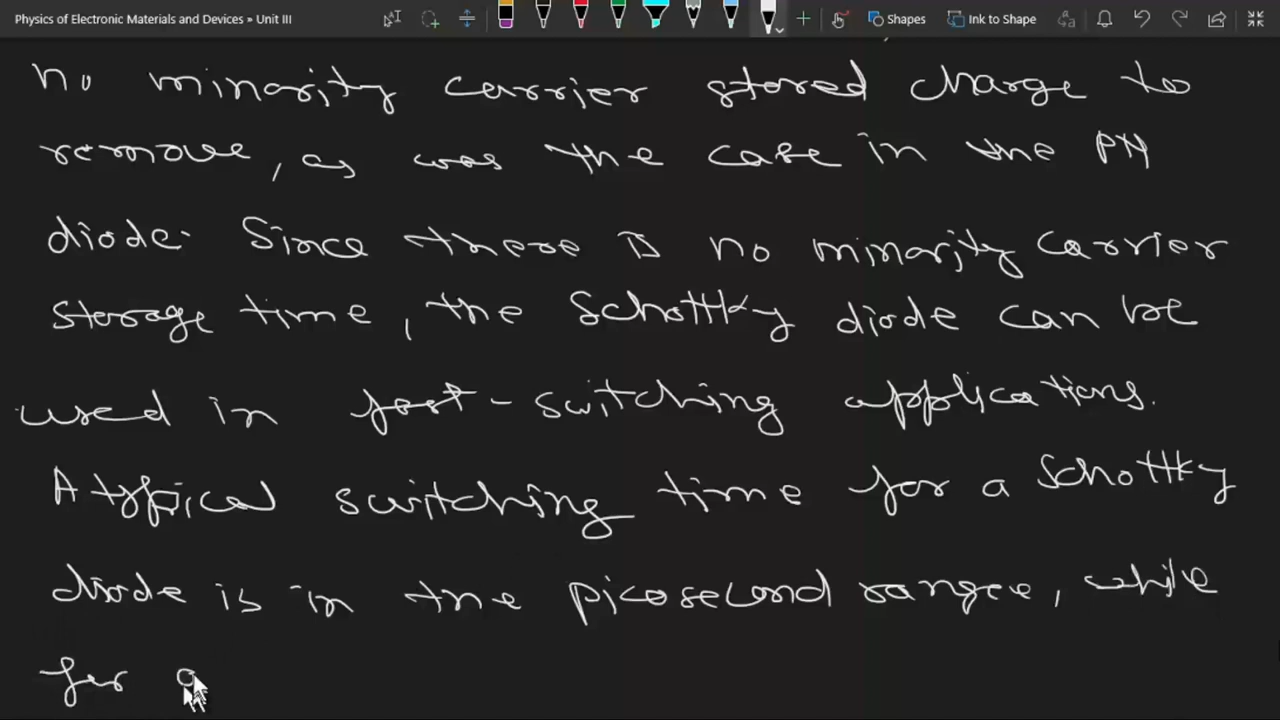 Physics of Electronic Materials and Devices » Unit III
Shapes
Ink to Shape
no minority carrier stored charge to
remove, as was the case in the PN
diode. Since there is no minority carrier
storage time, the Schottky diode can be
used in fast-switching applications.
A typical switching time for a Schottky
diode is in the picosecond rangee, while
for a